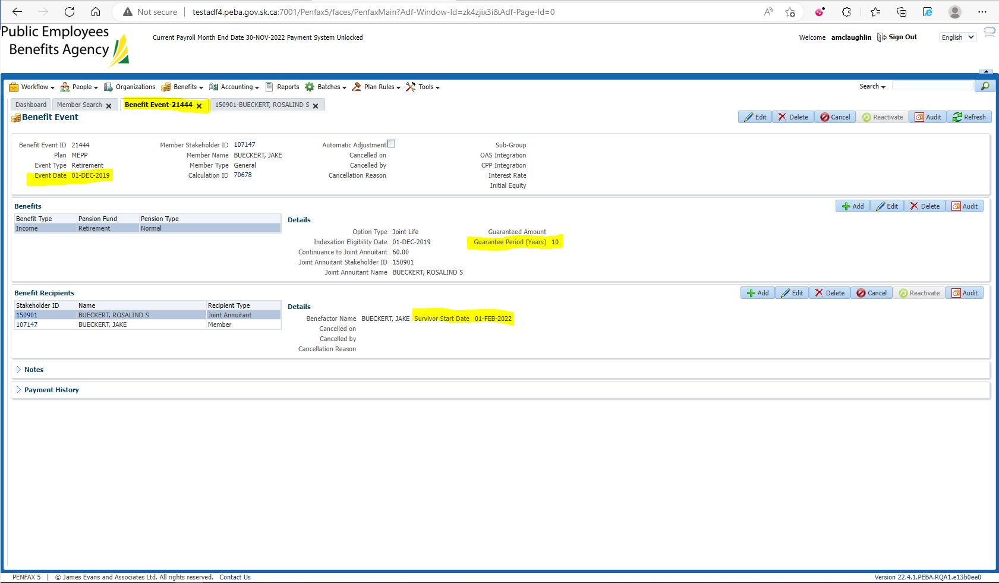 Not secure | testadf4.peba.gov.sk.ca:7001/Penfax5/faces/PenfaxMain?Adf-Window-Id=zk4zjix3i&Adf-Page-Id=0
Public Employees
Benefits Agency
Current Payroll Month End Date 30-NOV-2022 Payment System Unlocked
Welcome amclaughlin Sign Out English
Workflow People Organizations Benefits Accounting Reports Batches Plan Rules Tools Search
Dashboard Member Search Benefit Event-21444 150901-BUECKERT, ROSALIND S
Benefit Event Edit Delete Cancel Reactivate Audit Refresh
Benefit Event ID 21444 Member Stakeholder ID 107147 Automatic Adjustment Sub-Group
Plan MEPP Member Name BUECKERT, JAKE Cancelled on OAS Integration
Event Type Retirement Member Type General Cancelled by CPP Integration
Event Date 01-DEC-2019 Calculation ID 70678 Cancellation Reason Interest Rate
Initial Equity
Benefits Add Edit Delete Audit
Benefit Type Pension Fund Pension Type
Income Retirement Normal
Details
Option Type Joint Life Guaranteed Amount
Indexation Eligibility Date 01-DEC-2019 Guarantee Period (Years) 10
Continuance to Joint Annuitant 60.00
Joint Annuitant Stakeholder ID 150901
Joint Annuitant Name BUECKERT, ROSALIND S
Benefit Recipients Add Edit Delete Cancel Reactivate Audit
Stakeholder ID Name Recipient Type
150901 BUECKERT, ROSALIND S Joint Annuitant
107147 BUECKERT, JAKE Member
Details
Benefactor Name BUECKERT, JAKE Survivor Start Date 01-FEB-2022
Cancelled on
Cancelled by
Cancellation Reason
Notes
Payment History
PENFAX 5 | © James Evans and Associates Ltd. All rights reserved. Contact Us Version 22.4.1.PEBA.RQA1.e13b0ee0